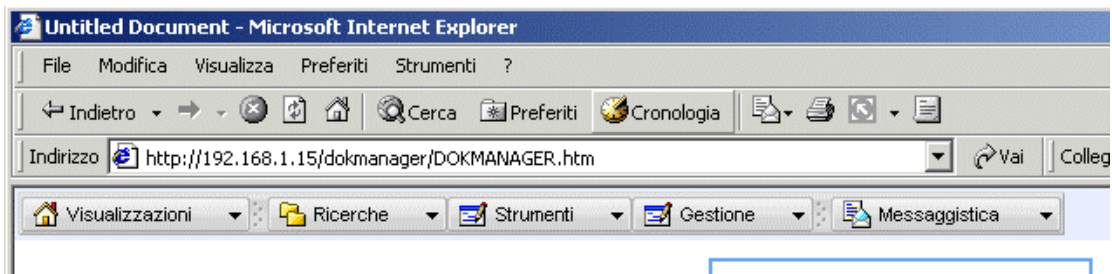 Untitled Document - Microsoft Internet Explorer
File Modifica Visualizza Preferiti Strumenti ?
Indietro Cerca Preferiti Cronologia
Indirizzo http://192.168.1.15/dokmanager/DOKMANAGER.htm Vai Colleg
Visualizzazioni Ricerche Strumenti Gestione Messaggistica